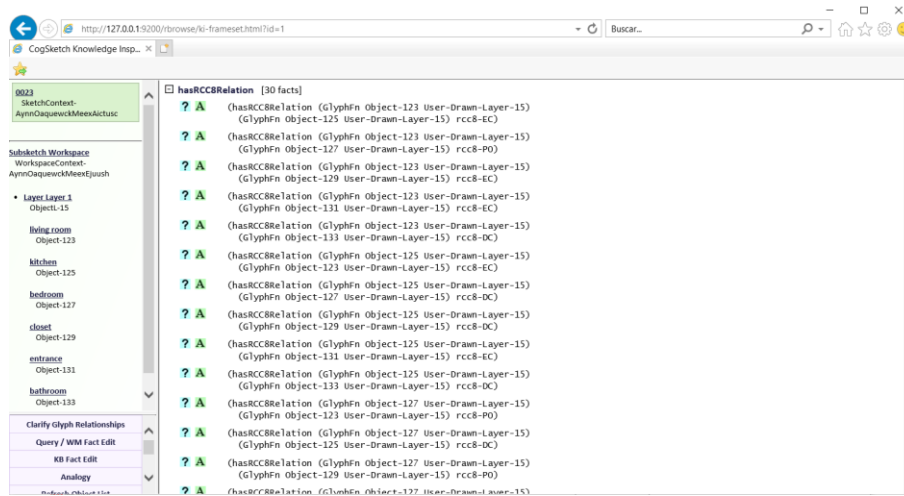 http://127.0.0.1:9200/rbrowse/ki-frameset.html?id=1
Buscar...
CogSketch Knowledge Insp...
0023
SketchContext-
AynnOaquewckMeexAictusc
Subsketch Workspace
WorkspaceContext-
AynnOaquewckMeexEjuush
• Layer Layer 1
ObjectL-15
living room
Object-123
kitchen
Object-125
bedroom
Object-127
closet
Object-129
entrance
Object-131
bathroom
Object-133
Clarify Glyph Relationships
Query / WM Fact Edit
KB Fact Edit
Analogy
Refresh Object List
hasRCC8Relation [30 facts]
? A (hasRCC8Relation (GlyphFn Object-123 User-Drawn-Layer-15)
(GlyphFn Object-125 User-Drawn-Layer-15) rcc8-EC)
? A (hasRCC8Relation (GlyphFn Object-123 User-Drawn-Layer-15)
(GlyphFn Object-127 User-Drawn-Layer-15) rcc8-PO)
? A (hasRCC8Relation (GlyphFn Object-123 User-Drawn-Layer-15)
(GlyphFn Object-129 User-Drawn-Layer-15) rcc8-EC)
? A (hasRCC8Relation (GlyphFn Object-123 User-Drawn-Layer-15)
(GlyphFn Object-131 User-Drawn-Layer-15) rcc8-EC)
? A (hasRCC8Relation (GlyphFn Object-123 User-Drawn-Layer-15)
(GlyphFn Object-133 User-Drawn-Layer-15) rcc8-DC)
? A (hasRCC8Relation (GlyphFn Object-125 User-Drawn-Layer-15)
(GlyphFn Object-123 User-Drawn-Layer-15) rcc8-EC)
? A (hasRCC8Relation (GlyphFn Object-125 User-Drawn-Layer-15)
(GlyphFn Object-127 User-Drawn-Layer-15) rcc8-DC)
? A (hasRCC8Relation (GlyphFn Object-125 User-Drawn-Layer-15)
(GlyphFn Object-129 User-Drawn-Layer-15) rcc8-DC)
? A (hasRCC8Relation (GlyphFn Object-125 User-Drawn-Layer-15)
(GlyphFn Object-131 User-Drawn-Layer-15) rcc8-EC)
? A (hasRCC8Relation (GlyphFn Object-125 User-Drawn-Layer-15)
(GlyphFn Object-133 User-Drawn-Layer-15) rcc8-DC)
? A (hasRCC8Relation (GlyphFn Object-127 User-Drawn-Layer-15)
(GlyphFn Object-123 User-Drawn-Layer-15) rcc8-PO)
? A (hasRCC8Relation (GlyphFn Object-127 User-Drawn-Layer-15)
(GlyphFn Object-125 User-Drawn-Layer-15) rcc8-DC)
? A (hasRCC8Relation (GlyphFn Object-127 User-Drawn-Layer-15)
(GlyphFn Object-129 User-Drawn-Layer-15) rcc8-PO)
? A (hasRCC8Relation (GlyphFn Object-127 User-Drawn-Layer-15)